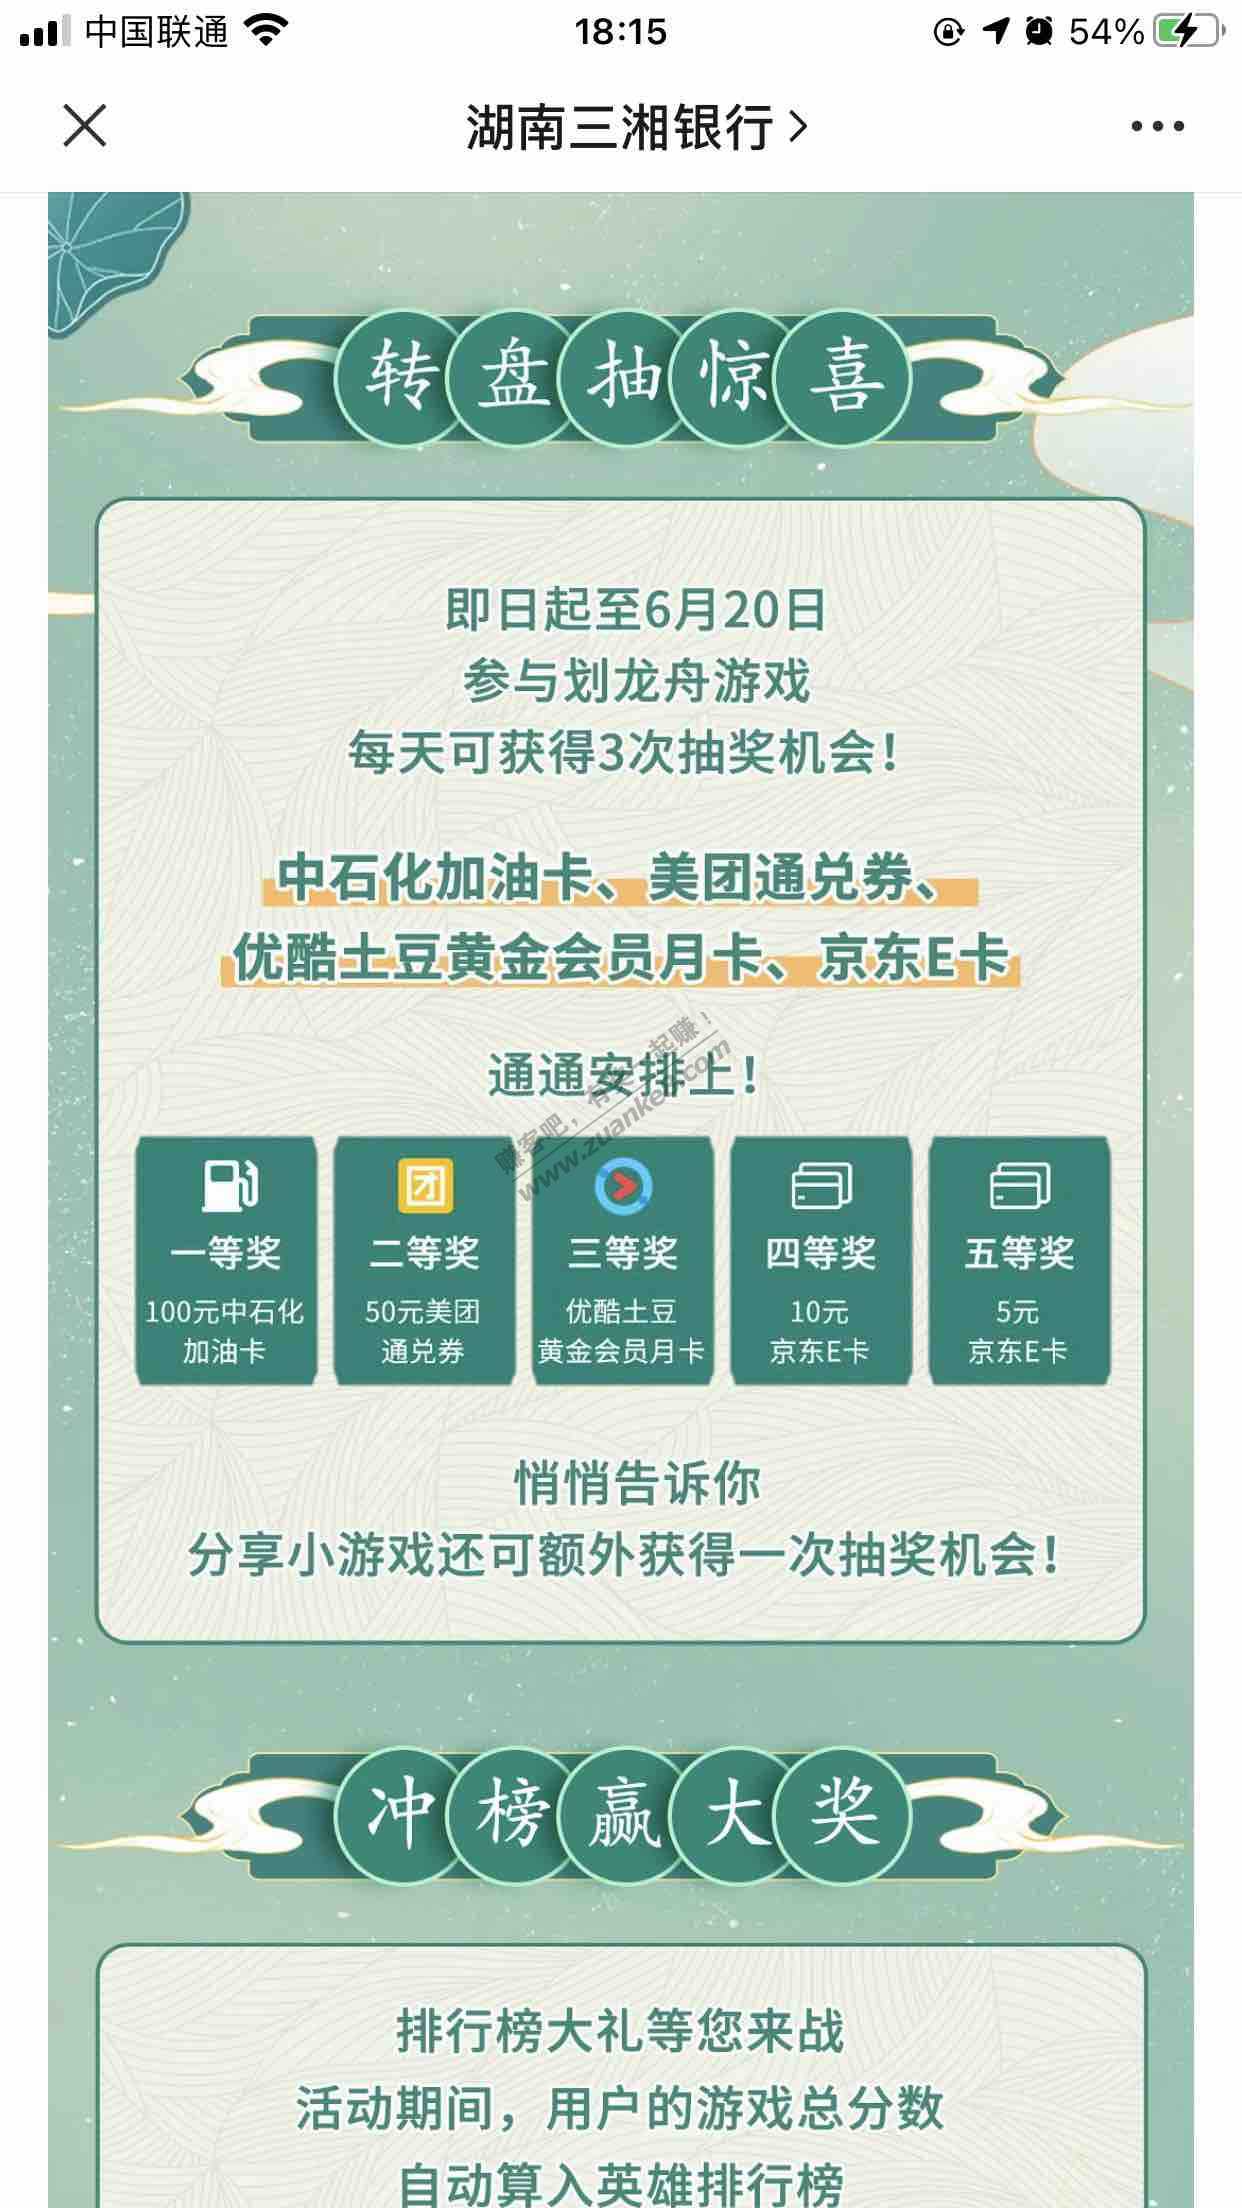 中国联通
18:15
54%
湖南三湘银行
转盘抽惊喜
即日起至6月20日
参与划龙舟游戏
每天可获得3次抽奖机会！
中石化加油卡、美团通兑券、
优酷土豆黄金会员月卡、京东E卡
通通安排上！
赚客吧，有奖一起赚！
www.zuanke8.com
团
一等奖
100元中石化
加油卡
二等奖
50元美团
通兑券
三等奖
优酷土豆
黄金会员月卡
四等奖
10元
京东E卡
五等奖
5元
京东E卡
悄悄告诉你
分享小游戏还可额外获得一次抽奖机会！
冲榜赢大奖
排行榜大礼等您来战
活动期间，用户的游戏总分数
自动算入英雄排行榜